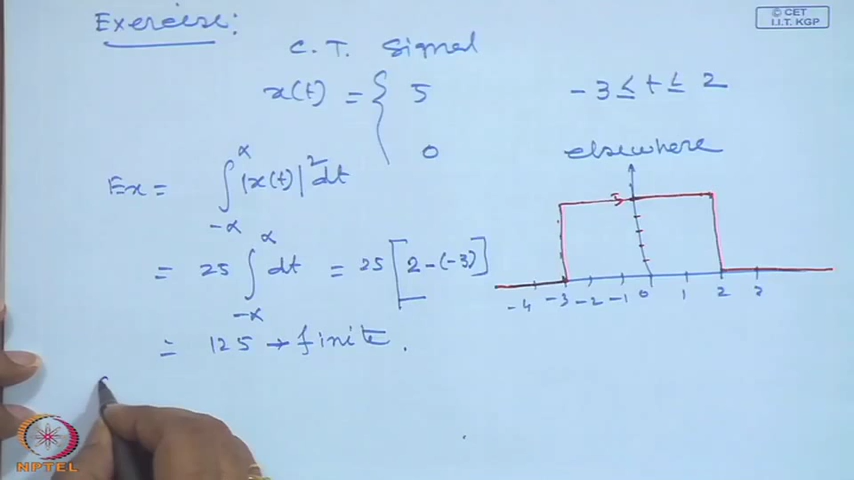 Exercise:
© CET
I.I.T. KGP
C.T. Signal
x(t) = { 5 -3 ≤ t ≤ 2
0 elsewhere
Ex = ∫_{-α}^{α} |x(t)|² dt
= 25 ∫_{-α}^{α} dt = 25 [2-(-3)]
= 125 → finite.
5
-4 -3 -2 -1 0 1 2 3
NPTEL